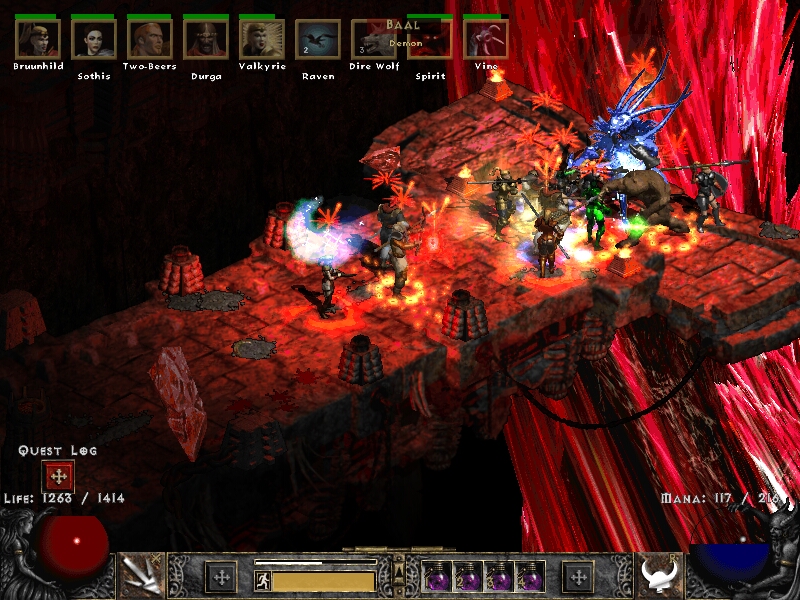 Baal
Demon
Bruunhild
Sothis
Two-Beers
Durga
Valkyrie
2
Raven
3
Dire Wolf
Spirit
Vine
Quest Log
Life: 1263 / 1414
Mana: 117 / 216